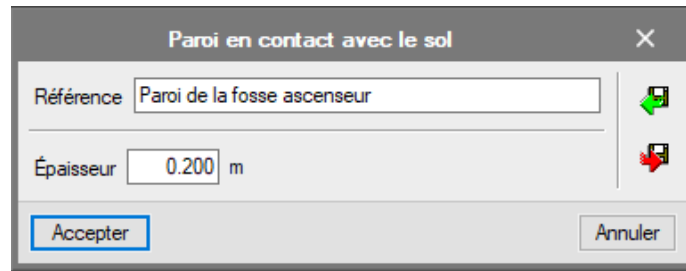 Paroi en contact avec le sol
Référence Paroi de la fosse ascenseur
Épaisseur 0.200 m
Accepter Annuler